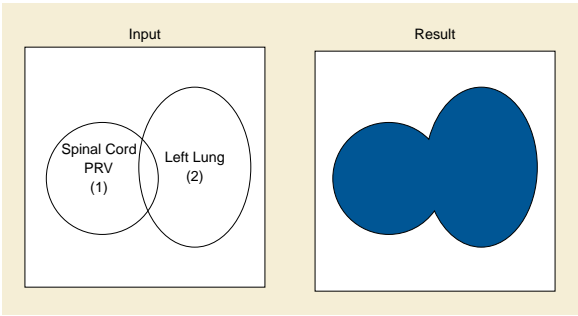 Input
Result
Spinal Cord
PRV
(1)
Left Lung
(2)